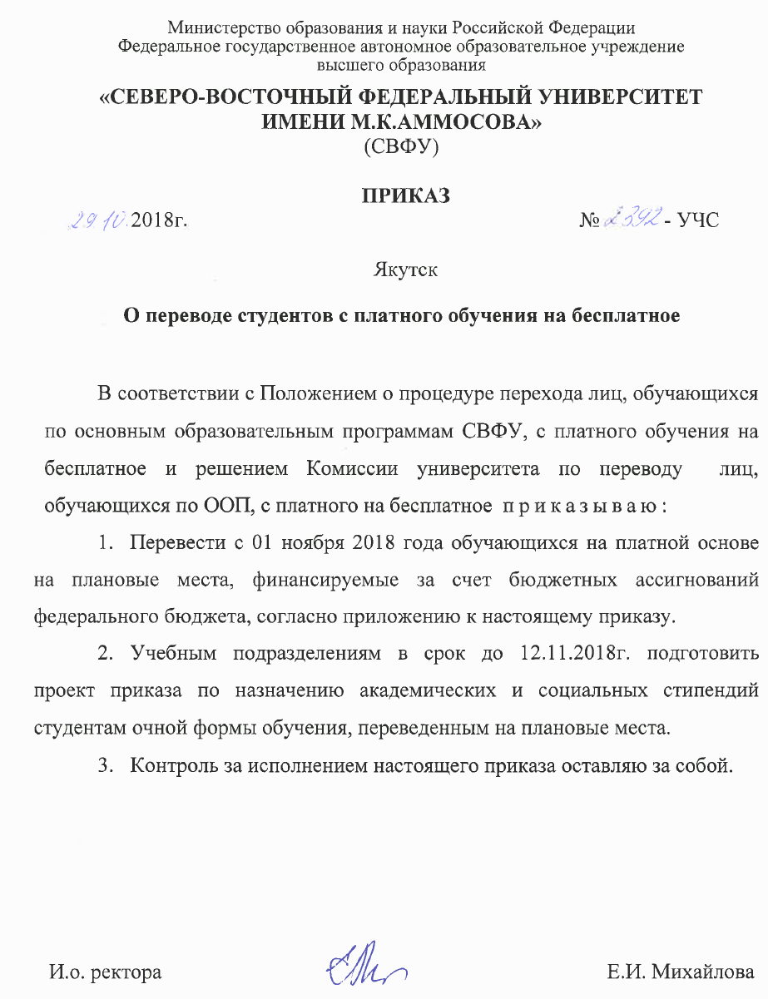 Министерство образования и науки Российской Федерации
Федеральное государственное автономное образовательное учреждение
высшего образования
«СЕВЕРО-ВОСТОЧНЫЙ ФЕДЕРАЛЬНЫЙ УНИВЕРСИТЕТ
ИМЕНИ М.К.АММОСОВА»
(СВФУ)
ПРИКАЗ
29.10.2018г. № 2392 - УЧС
Якутск
О переводе студентов с платного обучения на бесплатное
В соответствии с Положением о процедуре перехода лиц, обучающихся
по основным образовательным программам СВФУ, с платного обучения на
бесплатное и решением Комиссии университета по переводу лиц,
обучающихся по ООП, с платного на бесплатное п р и к а з ы в а ю :
1. Перевести с 01 ноября 2018 года обучающихся на платной основе
на плановые места, финансируемые за счет бюджетных ассигнований
федерального бюджета, согласно приложению к настоящему приказу.
2. Учебным подразделениям в срок до 12.11.2018г. подготовить
проект приказа по назначению академических и социальных стипендий
студентам очной формы обучения, переведенным на плановые места.
3. Контроль за исполнением настоящего приказа оставляю за собой.
И.о. ректора Е.И. Михайлова